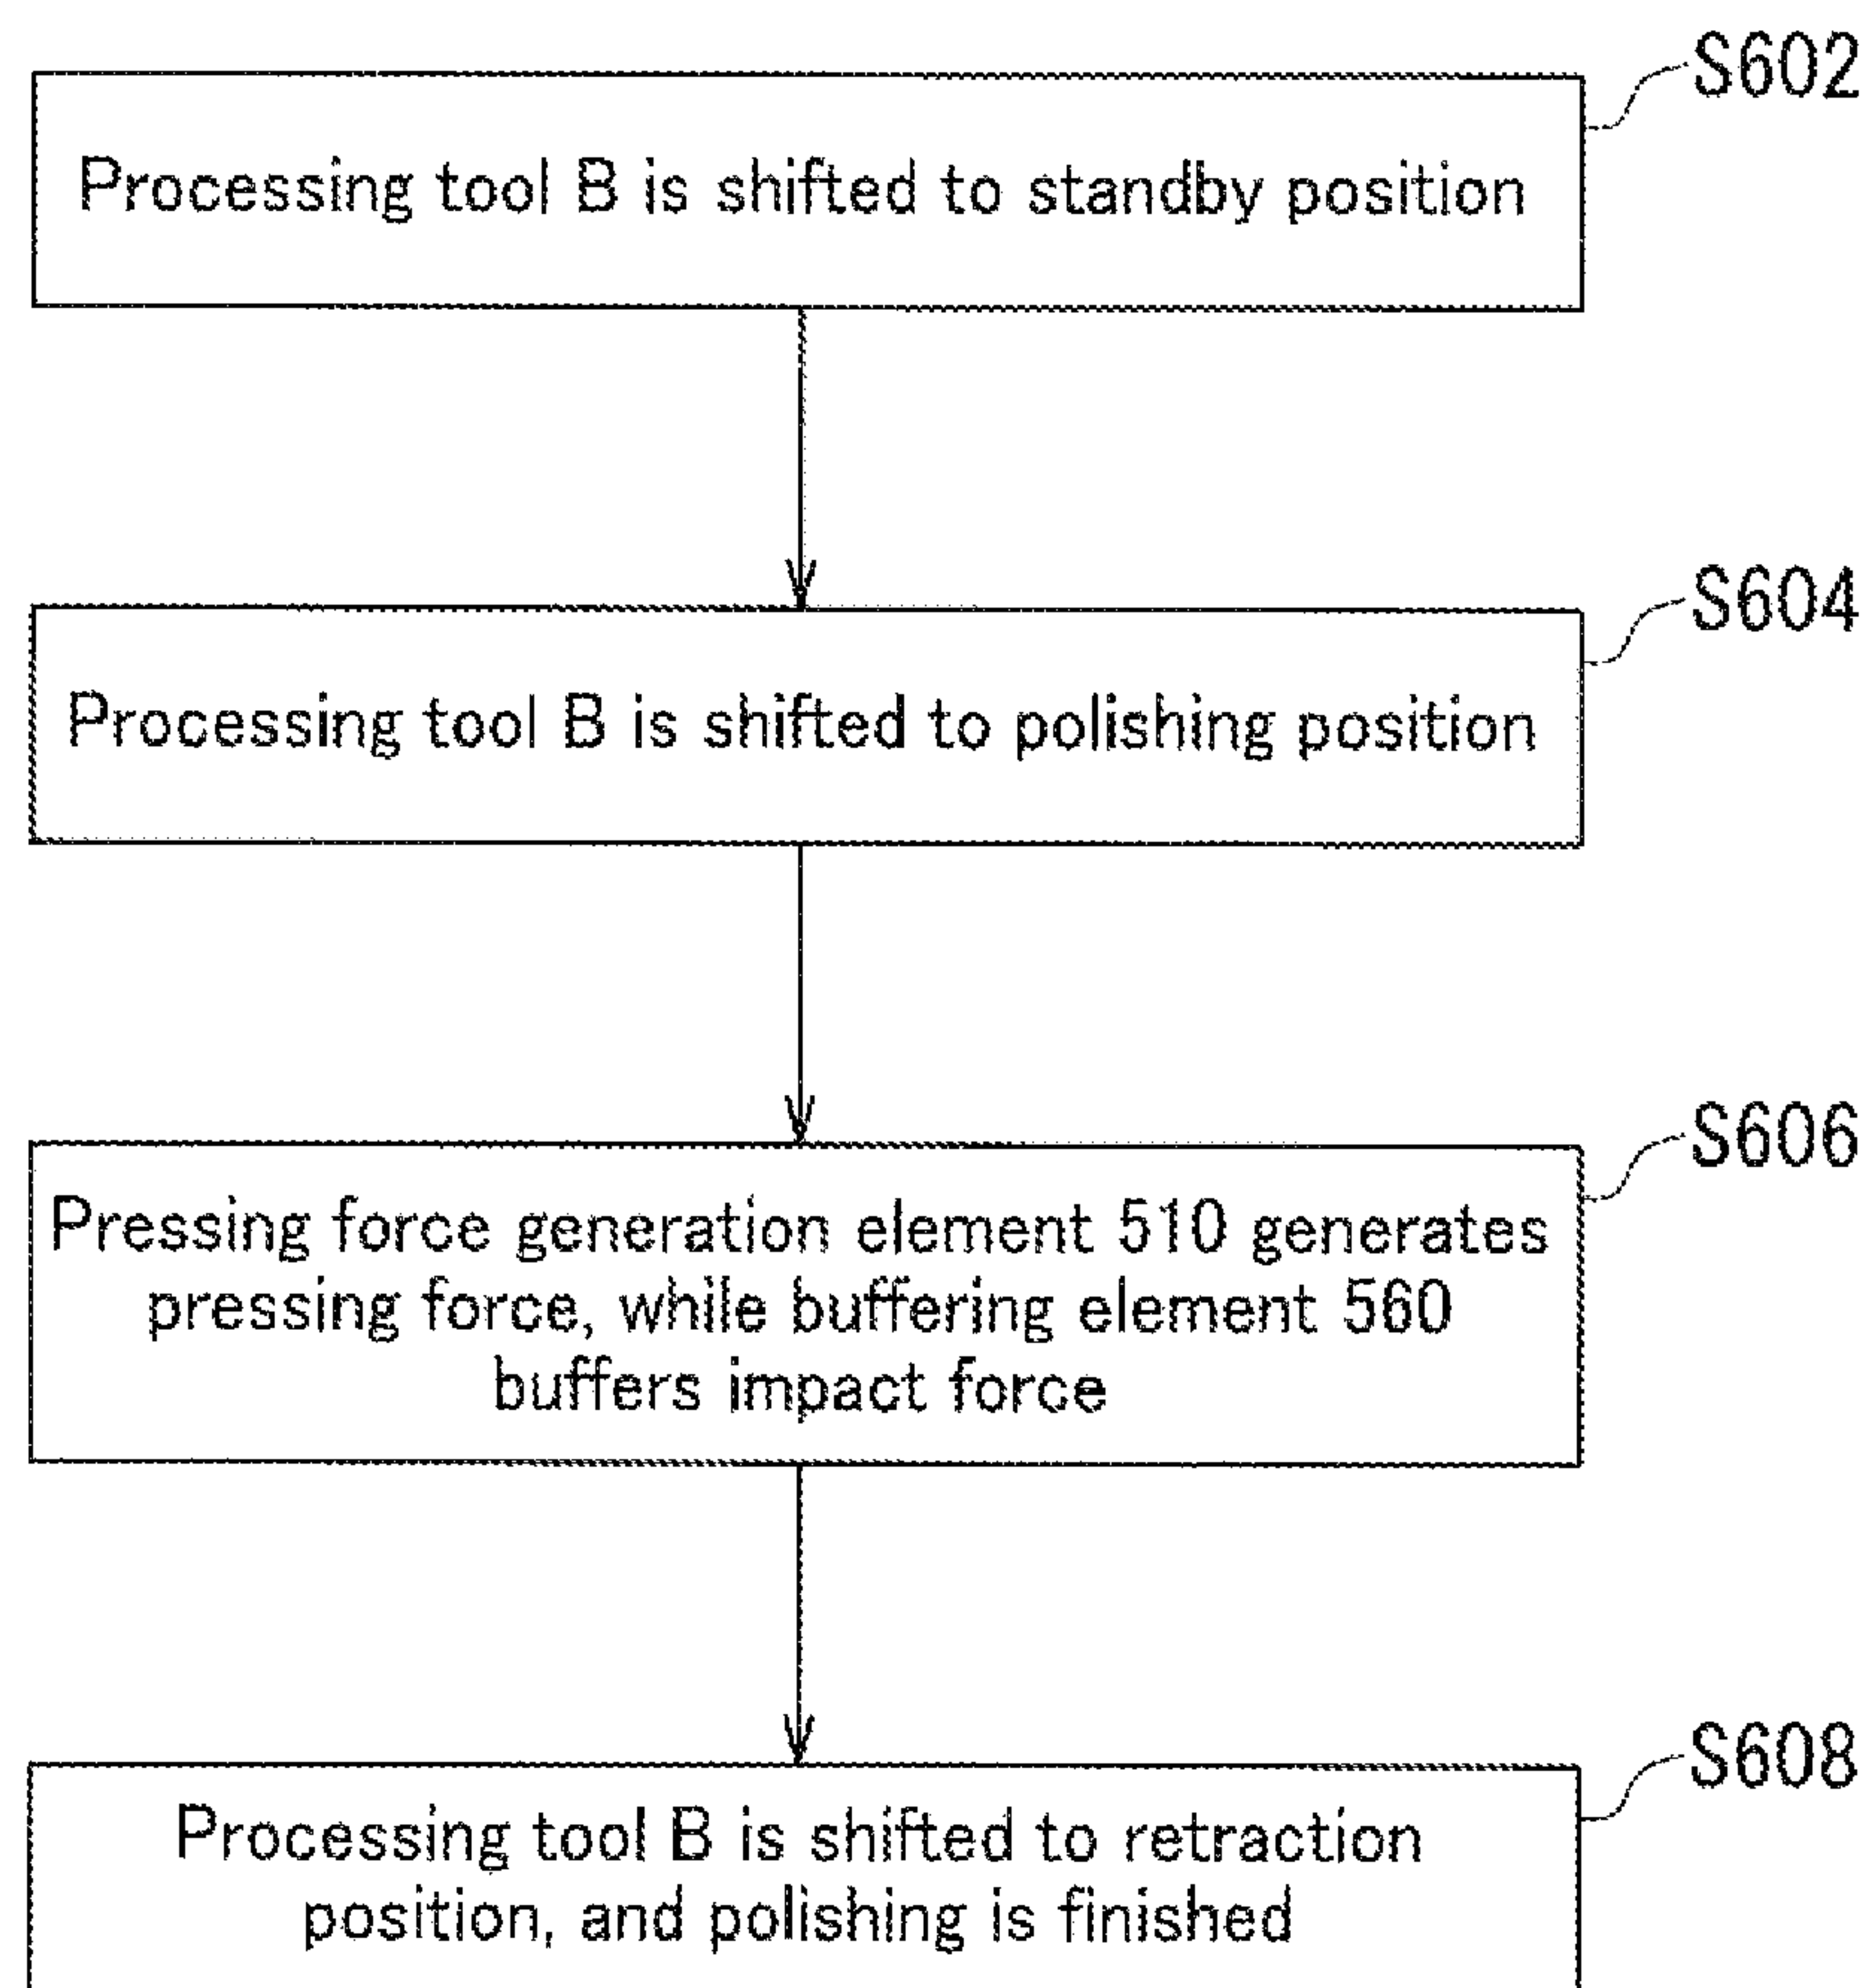 S602
Processing tool B is shifted to standby position
S604
Processing tool B is shifted to polishing position
S606
Pressing force generation element 510 generates
pressing force, while buffering element 560
buffers impact force
S608
Processing tool B is shifted to retraction
position, and polishing is finished